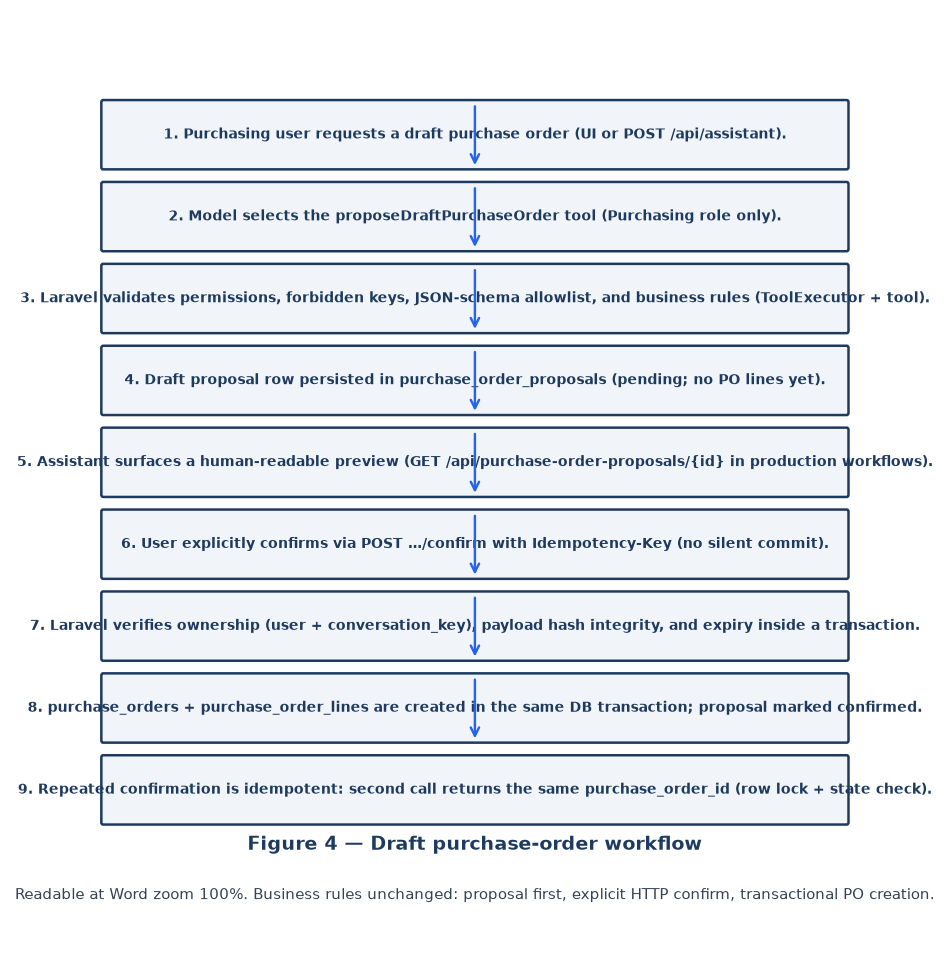 1. Purchasing user requests a draft purchase order (UI or POST /api/assistant).
2. Model selects the proposeDraftPurchaseOrder tool (Purchasing role only).
3. Laravel validates permissions, forbidden keys, JSON-schema allowlist, and business rules (ToolExecutor + tool).
4. Draft proposal row persisted in purchase_order_proposals (pending; no PO lines yet).
5. Assistant surfaces a human-readable preview (GET /api/purchase-order-proposals/{id} in production workflows).
6. User explicitly confirms via POST …/confirm with Idempotency-Key (no silent commit).
7. Laravel verifies ownership (user + conversation_key), payload hash integrity, and expiry inside a transaction.
8. purchase_orders + purchase_order_lines are created in the same DB transaction; proposal marked confirmed.
9. Repeated confirmation is idempotent: second call returns the same purchase_order_id (row lock + state check).
Figure 4 — Draft purchase-order workflow
Readable at Word zoom 100%. Business rules unchanged: proposal first, explicit HTTP confirm, transactional PO creation.